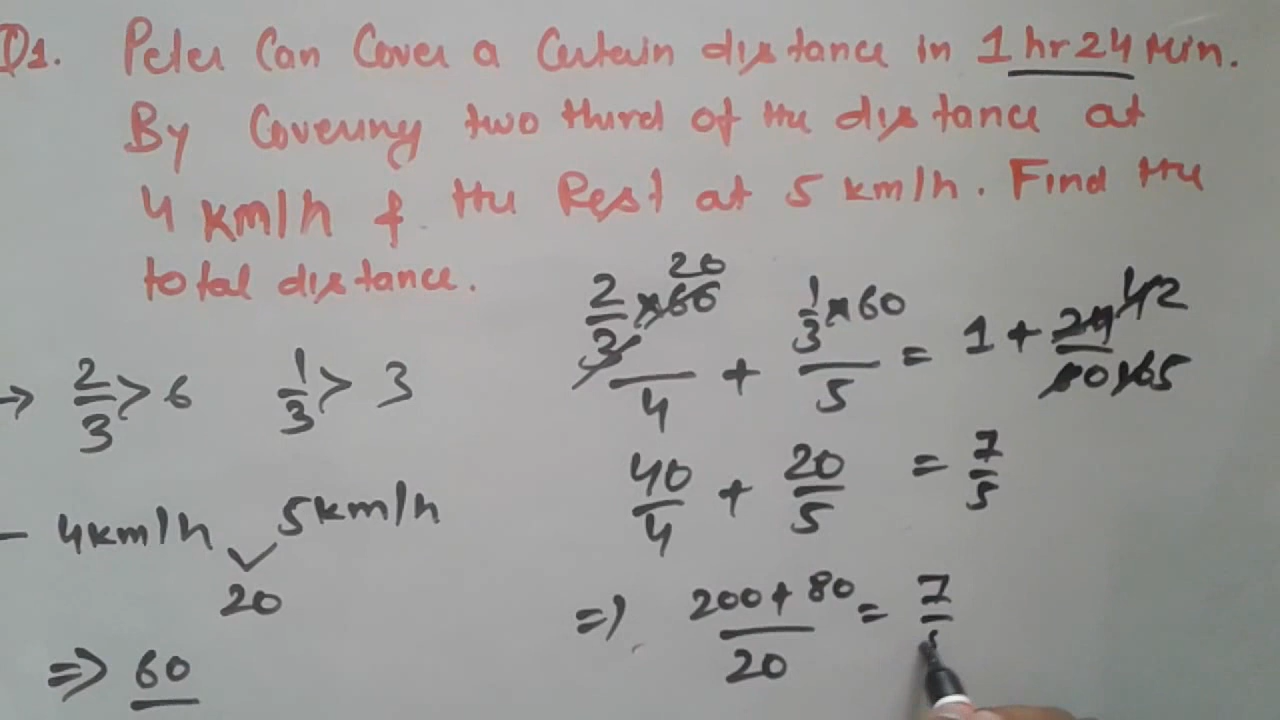 Q1. Peter Can Cover a Certain distance in 1 hr 24 Min.
By Covering two third of the distance at
4 km/h & the Rest at 5 km/h. Find the
total distance.
2/3 × 60 20 / 4 + 1/3 × 60 / 5 = 1 + 24 12 / 60 5
→ 2/3 > 6 1/3 > 3
40/4 + 20/5 = 7/5
- 4km/h 5km/h
20
=> 200 + 80 / 20 = 7
=> 60